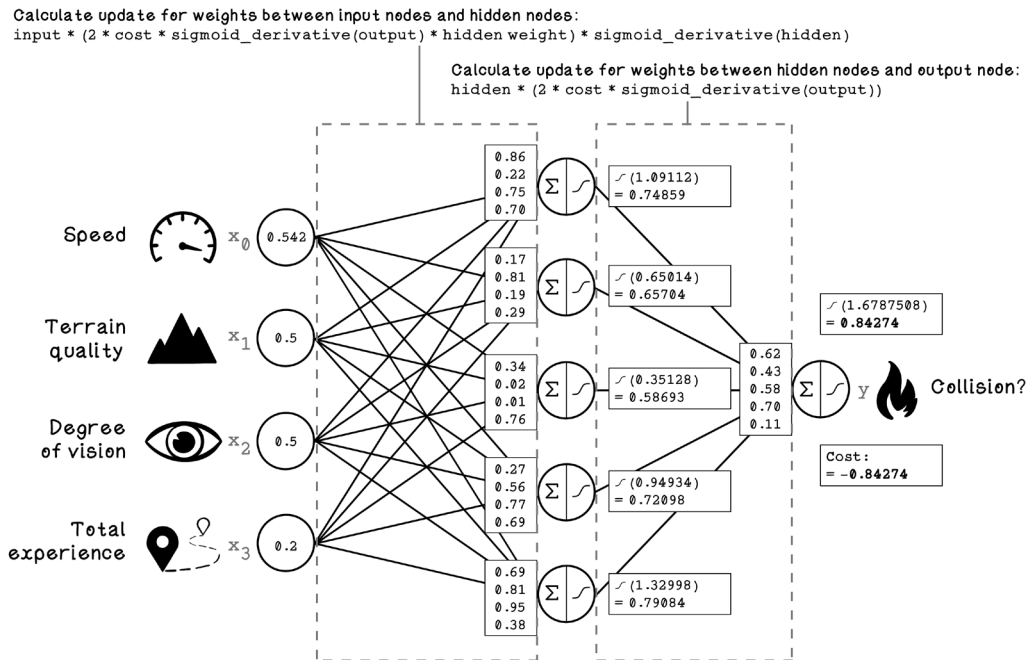 Calculate update for weights between input nodes and hidden nodes:
input * (2 * cost * sigmoid_derivative(output) * hidden weight) * sigmoid_derivative(hidden)
Calculate update for weights between hidden nodes and output node:
hidden * (2 * cost * sigmoid_derivative(output))
Speed
x0
0.542
Terrain
quality
x1
0.5
Degree
of vision
x2
0.5
Total
experience
x3
0.2
0.86
0.22
0.75
0.70
Σ
(1.09112)
= 0.74859
0.17
0.81
0.19
0.29
Σ
(0.65014)
= 0.65704
0.34
0.02
0.01
0.76
Σ
(0.35128)
= 0.58693
0.27
0.56
0.77
0.69
Σ
(0.94934)
= 0.72098
0.69
0.81
0.95
0.38
Σ
(1.32998)
= 0.79084
0.62
0.43
0.58
0.70
0.11
Σ
(1.6787508)
= 0.84274
y
Collision?
Cost:
= -0.84274